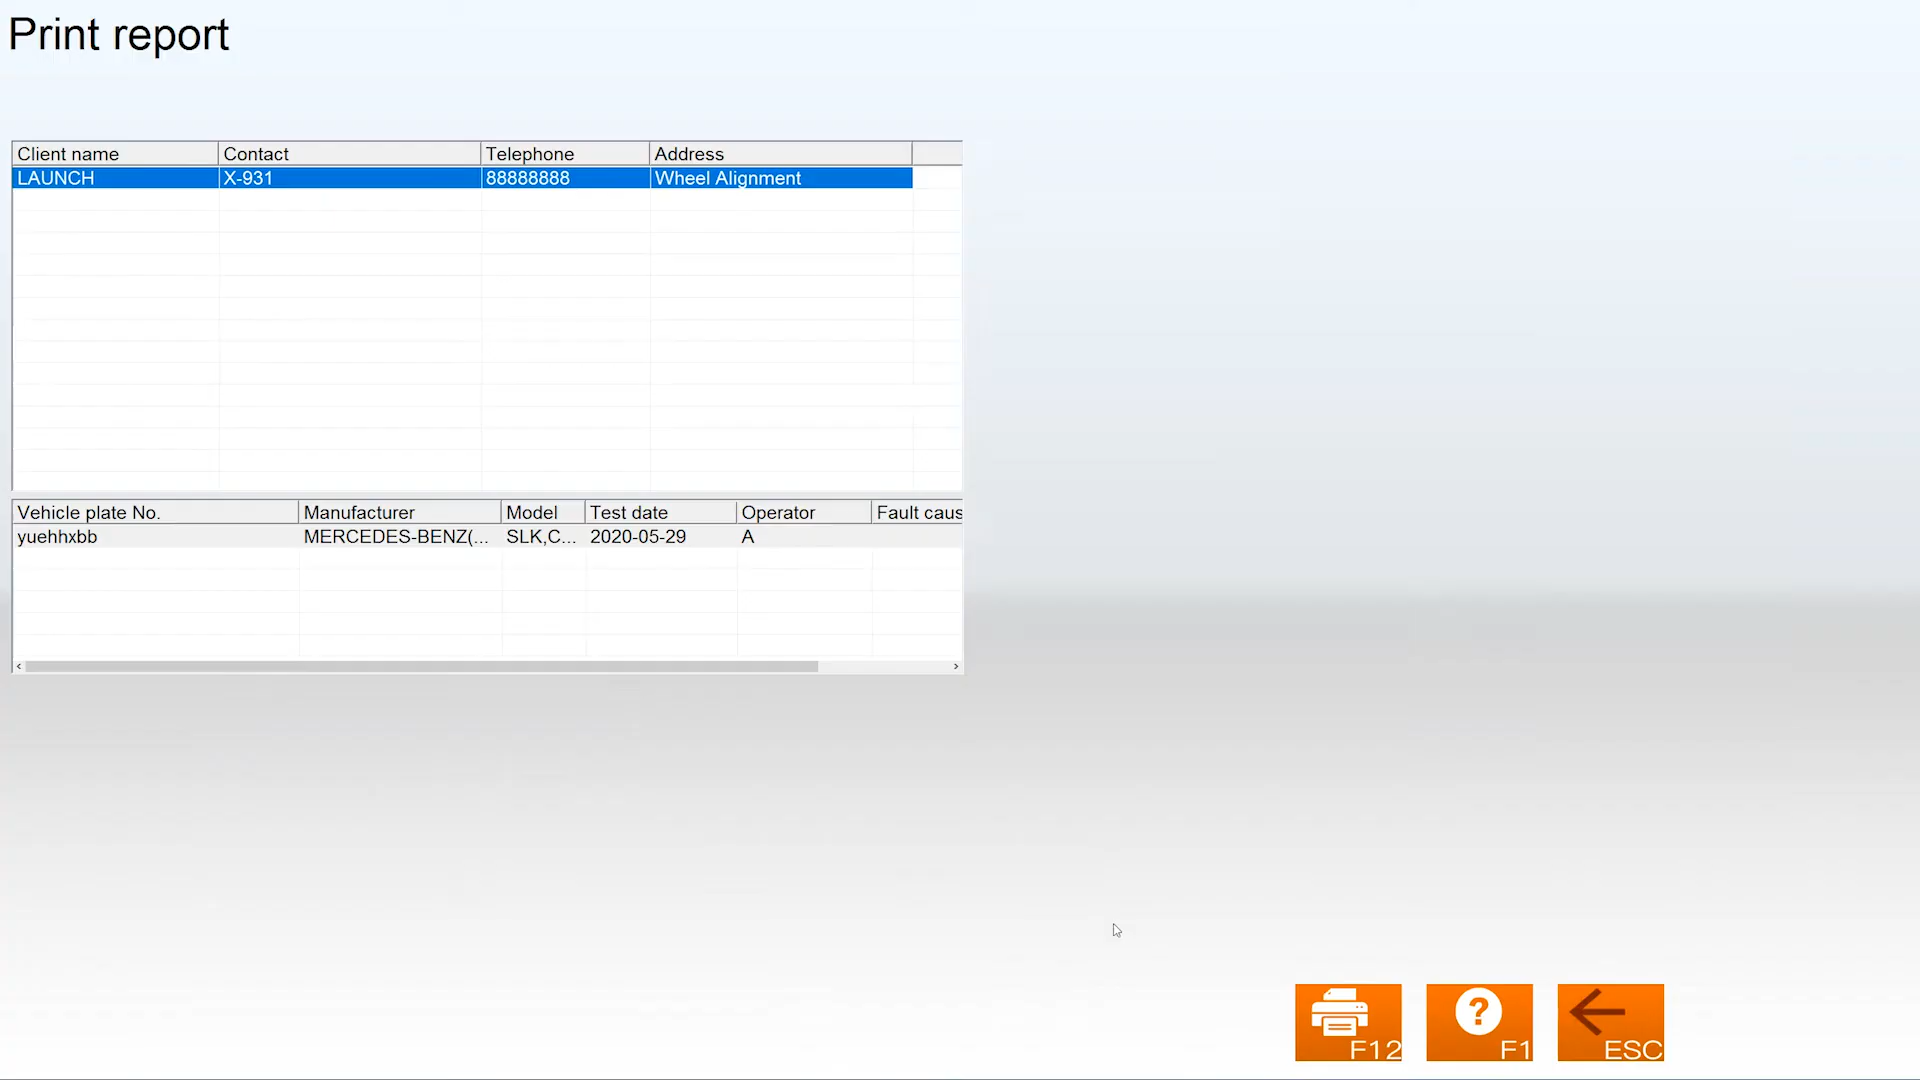 Print report
Client name Contact Telephone Address
LAUNCH X-931 88888888 Wheel Alignment
Vehicle plate No. Manufacturer Model Test date Operator Fault caus
yuehhxbb MERCEDES-BENZ(... SLK,C... 2020-05-29 A
F12 F1 ESC